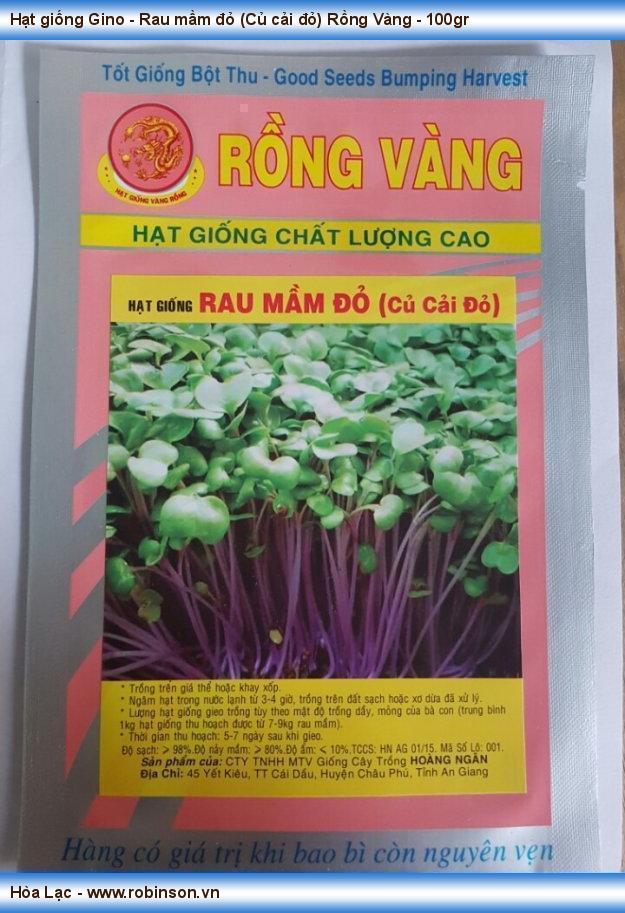 Hạt giống Gino - Rau mầm đỏ (Củ cải đỏ) Rồng Vàng - 100gr
Tốt Giống Bột Thu - Good Seeds Bumping Harvest
RỒNG VÀNG
HẠT GIỐNG VÀNG RỒNG
HẠT GIỐNG CHẤT LƯỢNG CAO
HẠT GIỐNG RAU MẦM ĐỎ (Củ Cải Đỏ)
* Trồng trên giá thể hoặc khay xốp.
* Ngâm hạt trong nước lạnh từ 3-4 giờ, trồng trên đất sạch hoặc xơ dừa đã xử lý.
* Lượng hạt giống gieo trồng tùy theo mật độ trồng dầy, mỏng của bà con (trung bình
1kg hạt giống thu hoạch được từ 7-9kg rau mầm).
* Thời gian thu hoạch: 5-7 ngày sau khi gieo.
Độ sạch: ≥ 98%.Độ nảy mầm: ≥ 80%.Độ ẩm: < 10%.TCCS: HN AG 01/15. Mã Số Lô: 001.
Sản phẩm của: CTY TNHH MTV Giống Cây Trồng HOÀNG NGÂN
Địa Chỉ: 45 Yết Kiêu, TT Cái Dầu, Huyện Châu Phú, Tỉnh An Giang
Hàng có giá trị khi bao bì còn nguyên vẹn
Hòa Lạc - www.robinson.vn